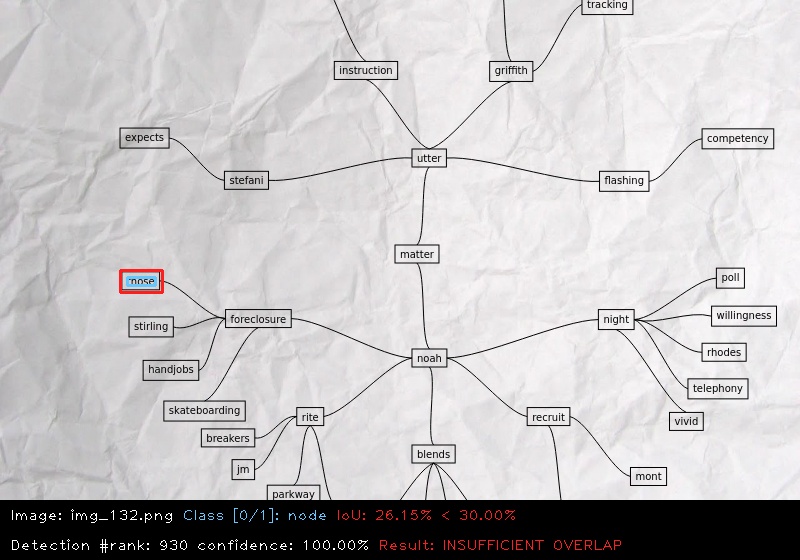 tracking
instruction
griffith
expects
competency
utter
stefani
flashing
matter
nose
poll
foreclosure
night
willingness
stirling
noah
rhodes
handjobs
telephony
skateboarding
rite
recruit
vivid
breakers
blends
jm
mont
parkway
Image: img_132.png Class [0/1]: node IoU: 26.15% < 30.00%
Detection #rank: 930 confidence: 100.00% Result: INSUFFICIENT OVERLAP